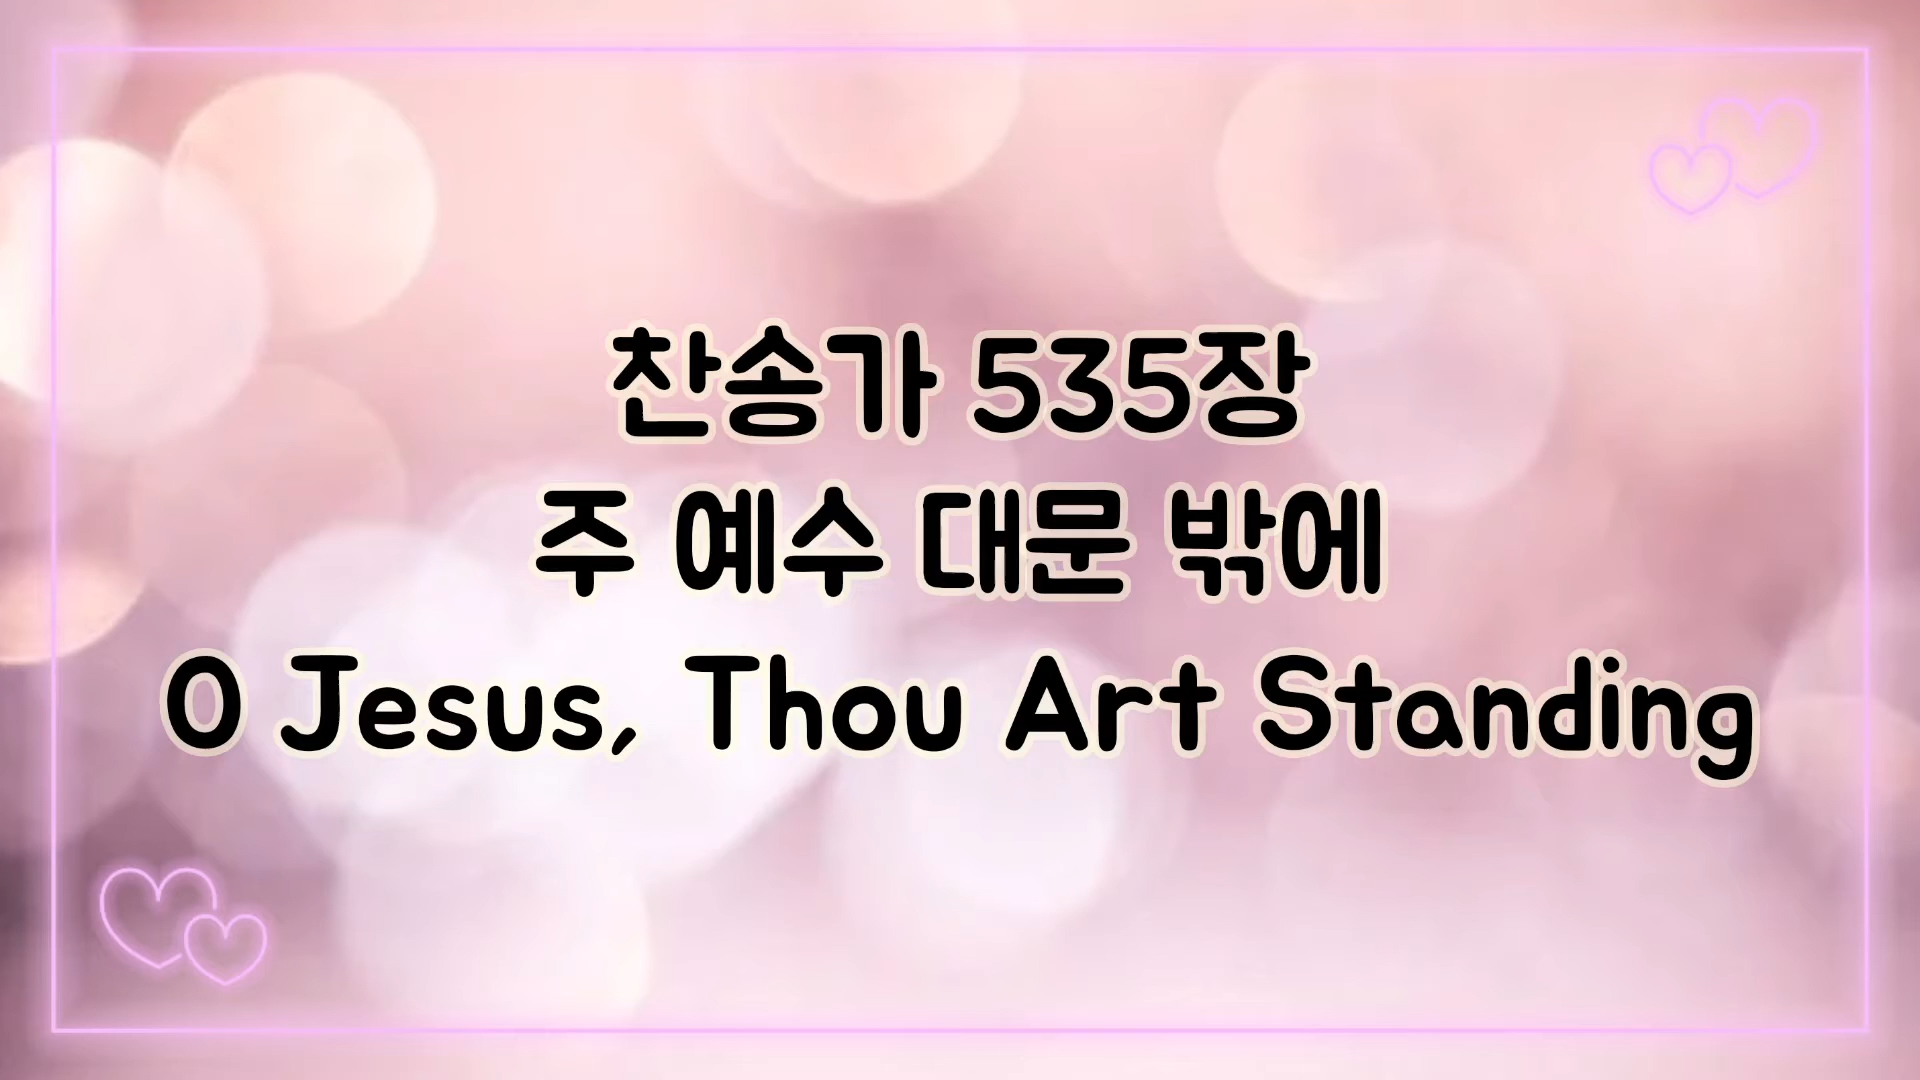 찬송가 535장
주 예수 대문 밖에
O Jesus, Thou Art Standing